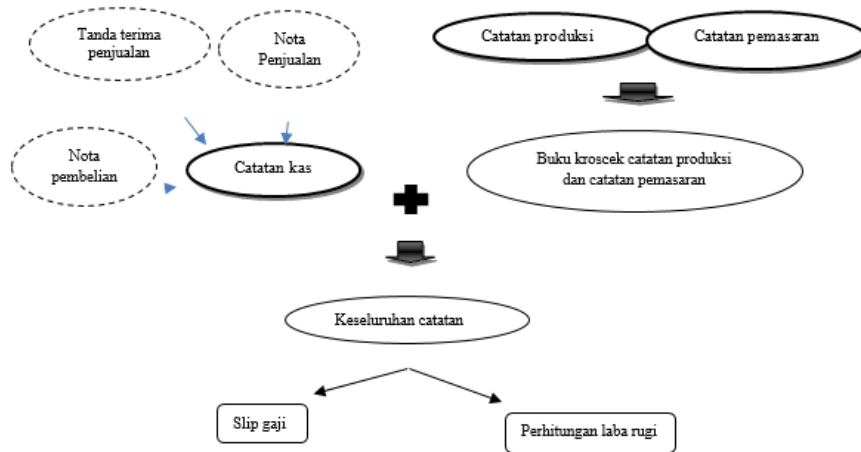 Tanda terima
penjualan
Nota
Penjualan
Catatan produksi
Catatan pemasaran
Nota
pembelian
Catatan kas
Buku kroscek catatan produksi
dan catatan pemasaran
Keseluruhan catatan
Slip gaji
Perhitungan laba rugi